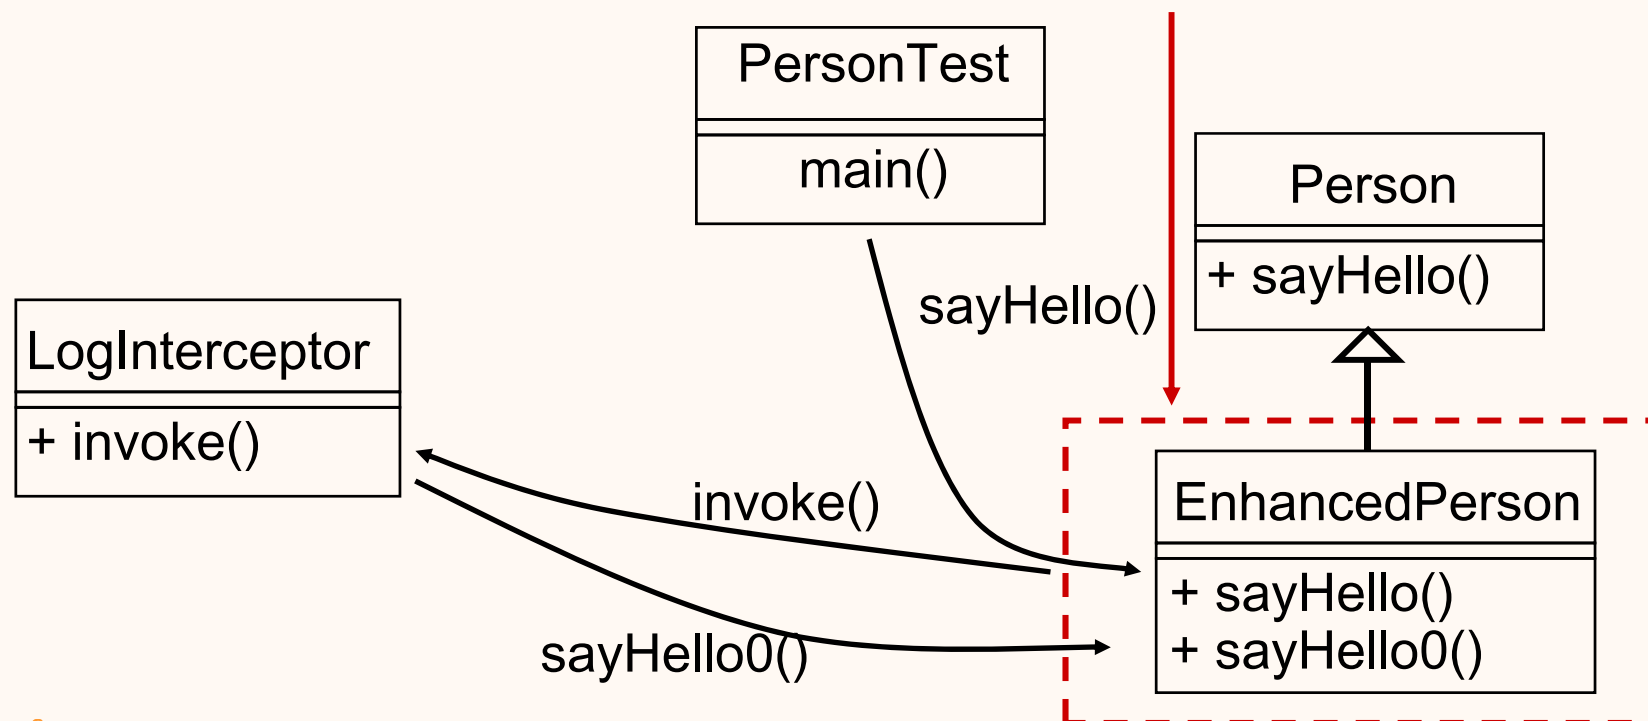 PersonTest
main()
Person
+ sayHello()
sayHello()
LogInterceptor
+ invoke()
invoke()
EnhancedPerson
+ sayHello()
+ sayHello0()
sayHello0()